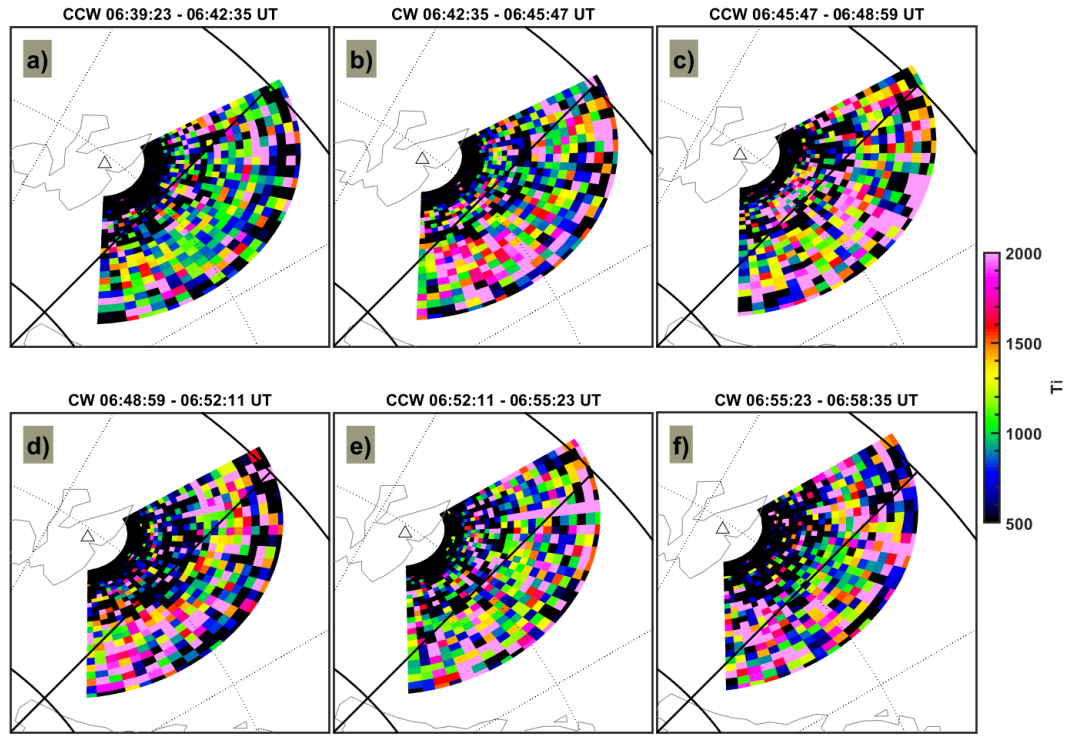 CCW 06:39:23 - 06:42:35 UT
CW 06:42:35 - 06:45:47 UT
CCW 06:45:47 - 06:48:59 UT
a)
b)
c)
2000
1500
1000
500
Ti
CW 06:48:59 - 06:52:11 UT
CCW 06:52:11 - 06:55:23 UT
CW 06:55:23 - 06:58:35 UT
d)
e)
f)